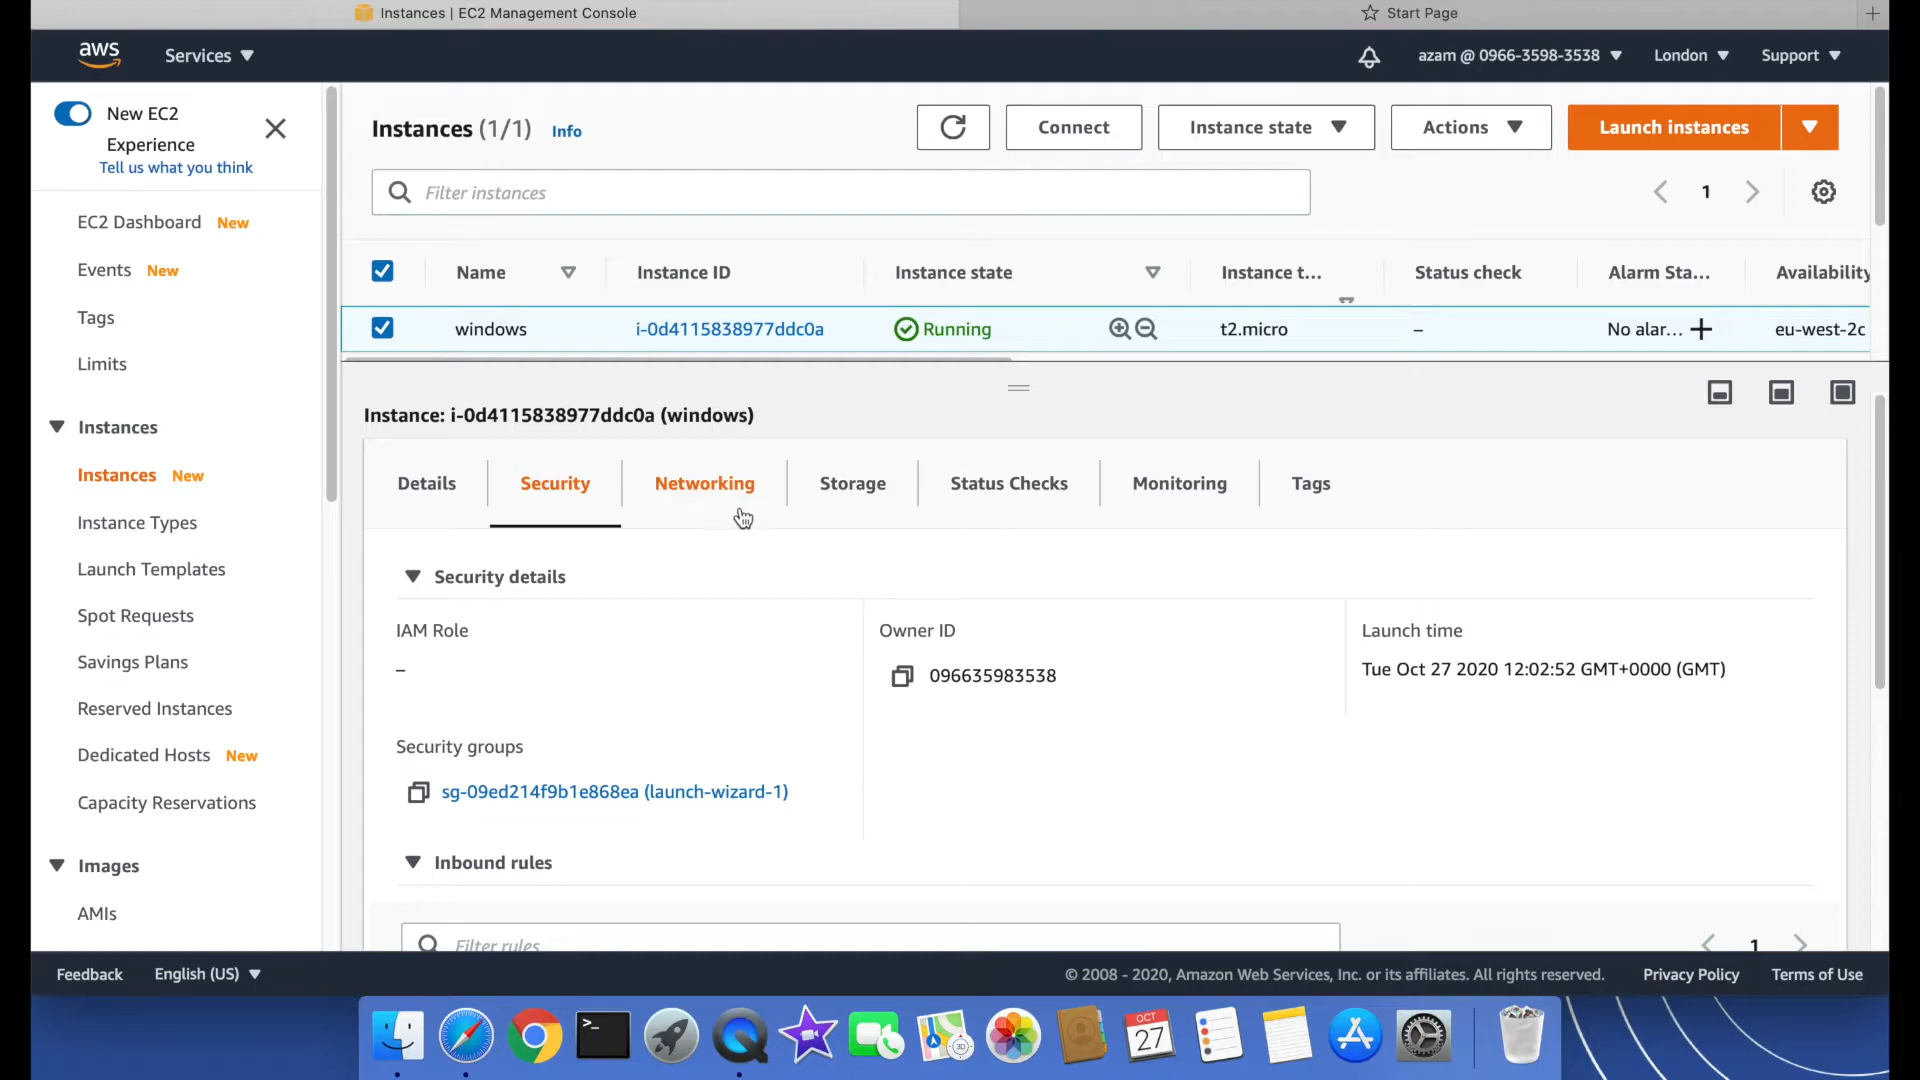 Instances | EC2 Management Console
Start Page
aws
Services
azam @ 0966-3598-3538
London
Support
New EC2
Experience
Tell us what you think
EC2 Dashboard New
Events New
Tags
Limits
Instances
Instances New
Instance Types
Launch Templates
Spot Requests
Savings Plans
Reserved Instances
Dedicated Hosts New
Capacity Reservations
Images
AMIs
Instances (1/1) Info
Connect
Instance state
Actions
Launch instances
Filter instances
1
Name
Instance ID
Instance state
Instance t...
Status check
Alarm Sta...
Availability
windows
i-0d4115838977ddc0a
Running
t2.micro
–
No alar...
eu-west-2c
Instance: i-0d4115838977ddc0a (windows)
Details
Security
Networking
Storage
Status Checks
Monitoring
Tags
Security details
IAM Role
–
Owner ID
096635983538
Launch time
Tue Oct 27 2020 12:02:52 GMT+0000 (GMT)
Security groups
sg-09ed214f9b1e868ea (launch-wizard-1)
Inbound rules
Filter rules
1
Feedback
English (US)
© 2008 - 2020, Amazon Web Services, Inc. or its affiliates. All rights reserved.
Privacy Policy
Terms of Use
3D
OCT
27